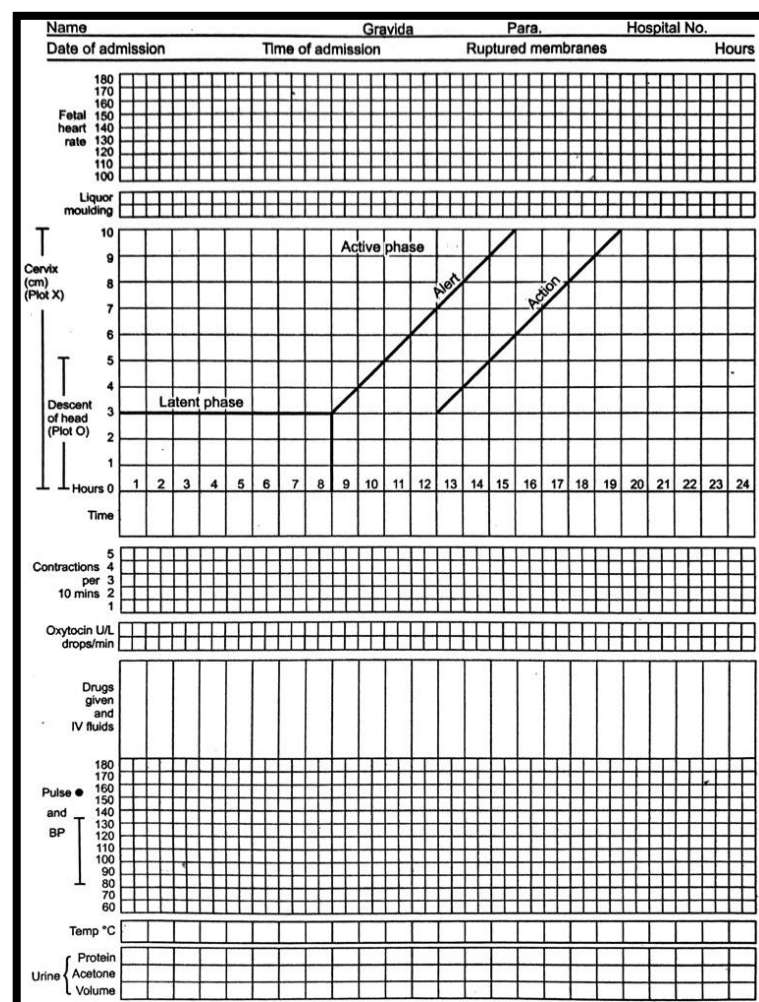 Name Gravida Para. Hospital No.
Date of admission Time of admission Ruptured membranes Hours
180
170
Fetal 160
150
heart 140
rate 130
120
110
100
Liquor
moulding
10
Active phase
9
Cervix
(cm)
(Plot X)
8
Alert
Action
7
6
5
4
Descent
of head
(Plot O)
Latent phase
3
2
1
Hours 0 1 2 3 4 5 6 7 8 9 10 11 12 13 14 15 16 17 18 19 20 21 22 23 24
Time
5
Contractions 4
per 3
10 mins 2
1
Oxytocin U/L
drops/min
Drugs
given
and
IV fluids
180
170
Pulse ● 160
150
and 140
130
BP 120
110
100
90
80
70
60
Temp °C
Protein
Urine { Acetone
Volume